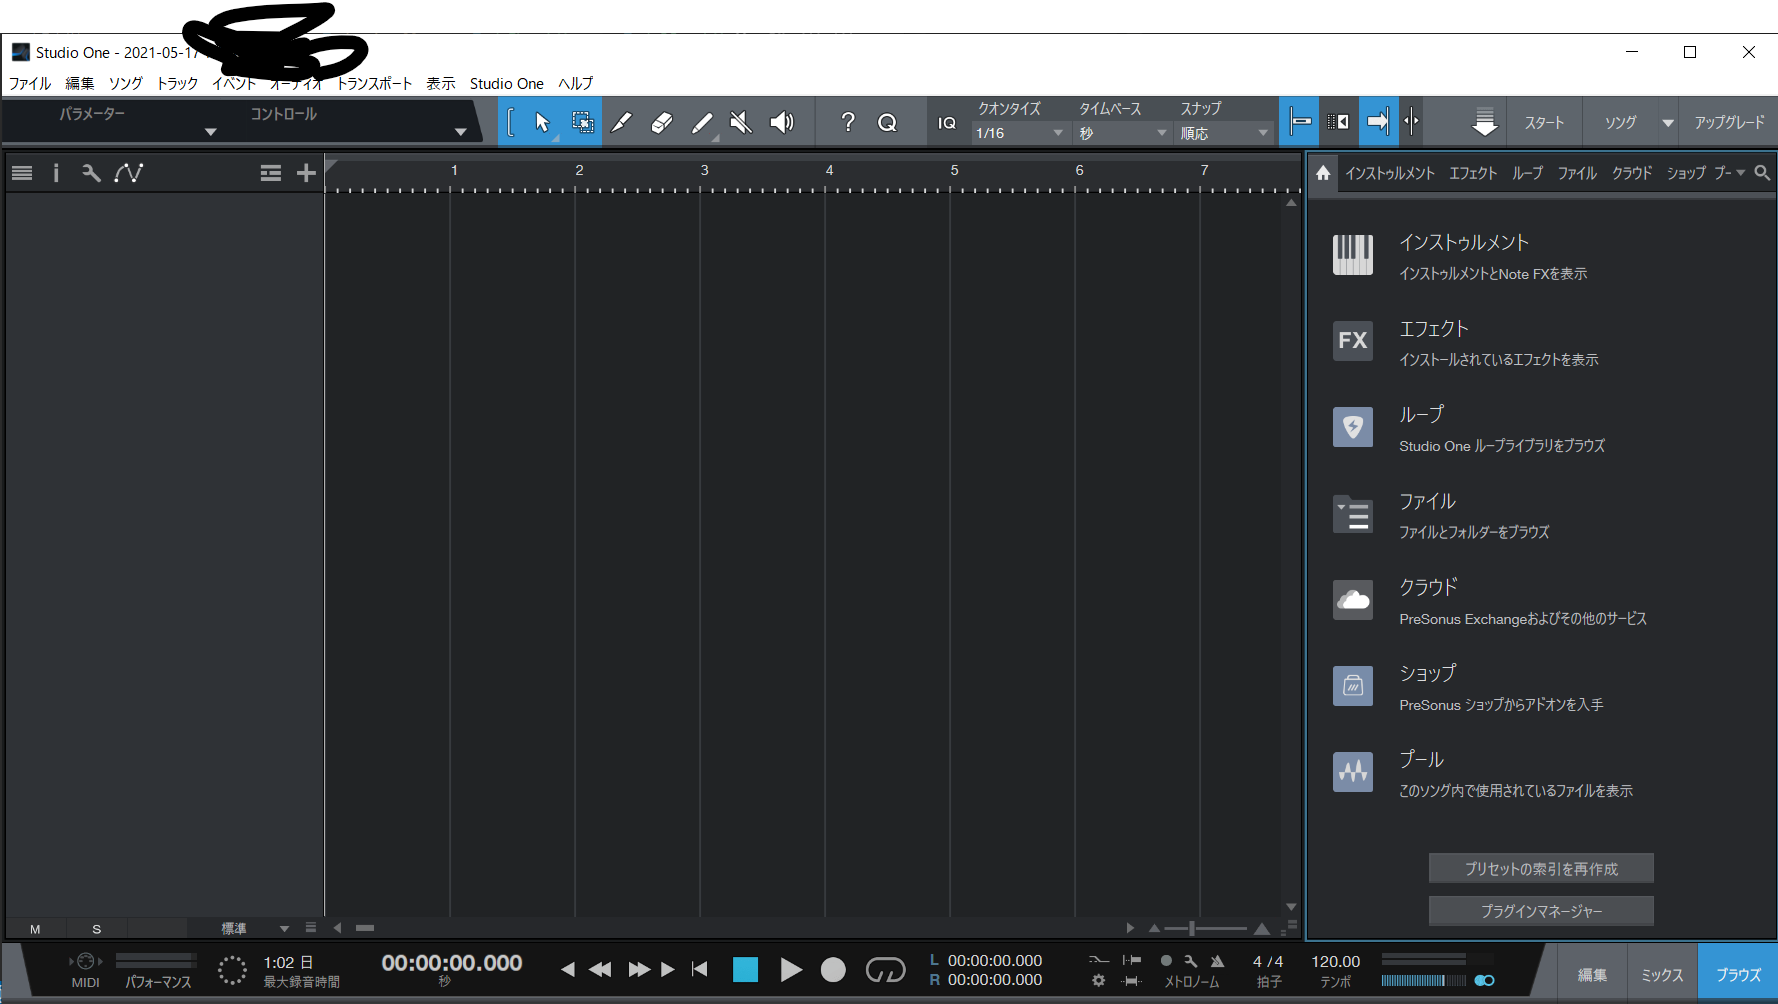 Studio One - 2021-05-17
ファイル 編集 ソング トラック イベント オーディオ トランスポート 表示 Studio One ヘルプ
パラメーター コントロール
? Q IQ
クオンタイズ タイムベース スナップ
1/16 秒 順応
スタート ソング アップグレード
1 2 3 4 5 6 7
インストゥルメント エフェクト ループ ファイル クラウド ショップ プー
インストゥルメント
インストゥルメントとNote FXを表示
FX
エフェクト
インストールされているエフェクトを表示
ループ
Studio One ループライブラリをブラウズ
ファイル
ファイルとフォルダーをブラウズ
クラウド
PreSonus Exchangeおよびその他のサービス
ショップ
PreSonus ショップからアドオンを入手
プール
このソング内で使用されているファイルを表示
プリセットの索引を再作成
プラグインマネージャー
M S 標準
MIDI パフォーマンス
1:02 日
最大録音時間
00:00:00.000
秒
L 00:00:00.000
R 00:00:00.000
メトロノーム
4 / 4
拍子
120.00
テンポ
編集 ミックス ブラウズ